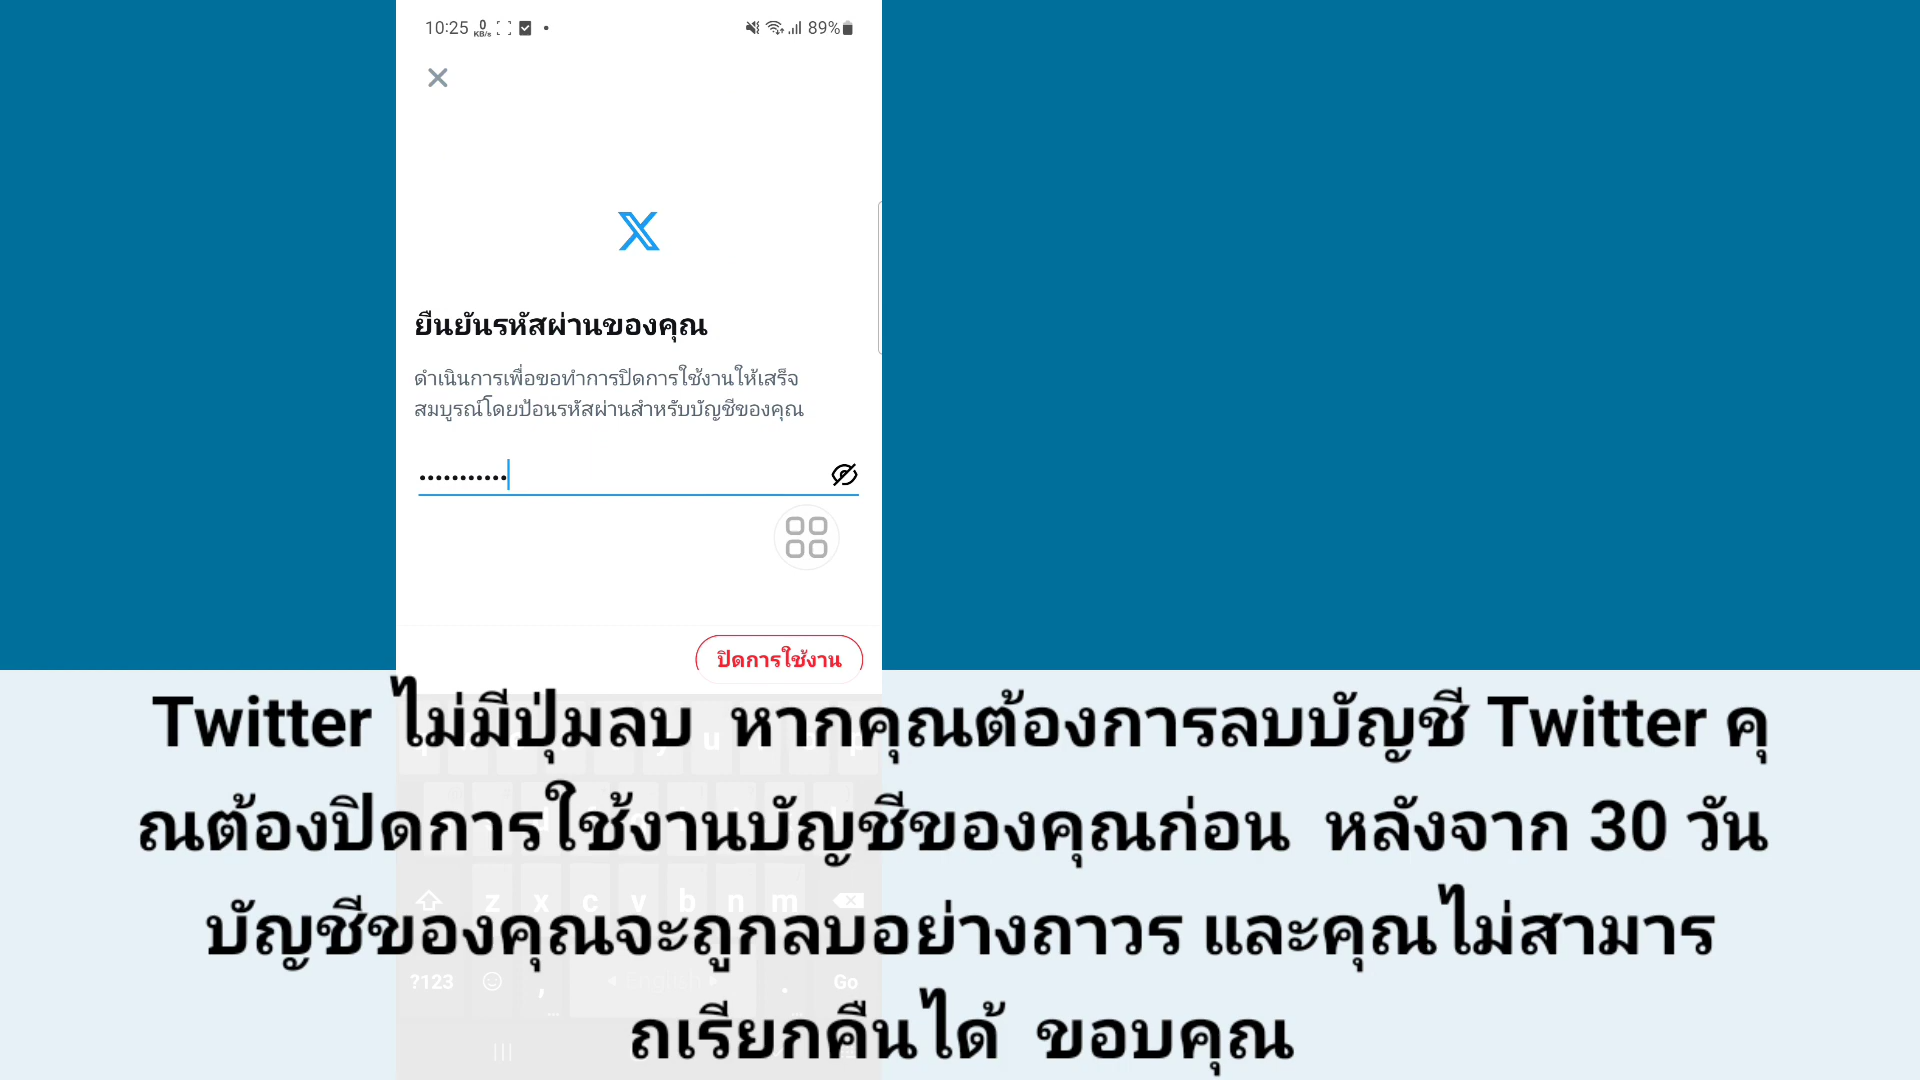 10:25 0 KB/s 89%
ยืนยันรหัสผ่านของคุณ
ดำเนินการเพื่อขอทำการปิดการใช้งานให้เสร็จ
สมบูรณ์โดยป้อนรหัสผ่านสำหรับบัญชีของคุณ
ปิดการใช้งาน
Twitter ไม่มีปุ่มลบ หากคุณต้องการลบบัญชี Twitter คุ
ณต้องปิดการใช้งานบัญชีของคุณก่อน หลังจาก 30 วัน
บัญชีของคุณจะถูกลบอย่างถาวร และคุณไม่สามาร
ถเรียกคืนได้ ขอบคุณ
z x c v b n m
?123 , English . Go